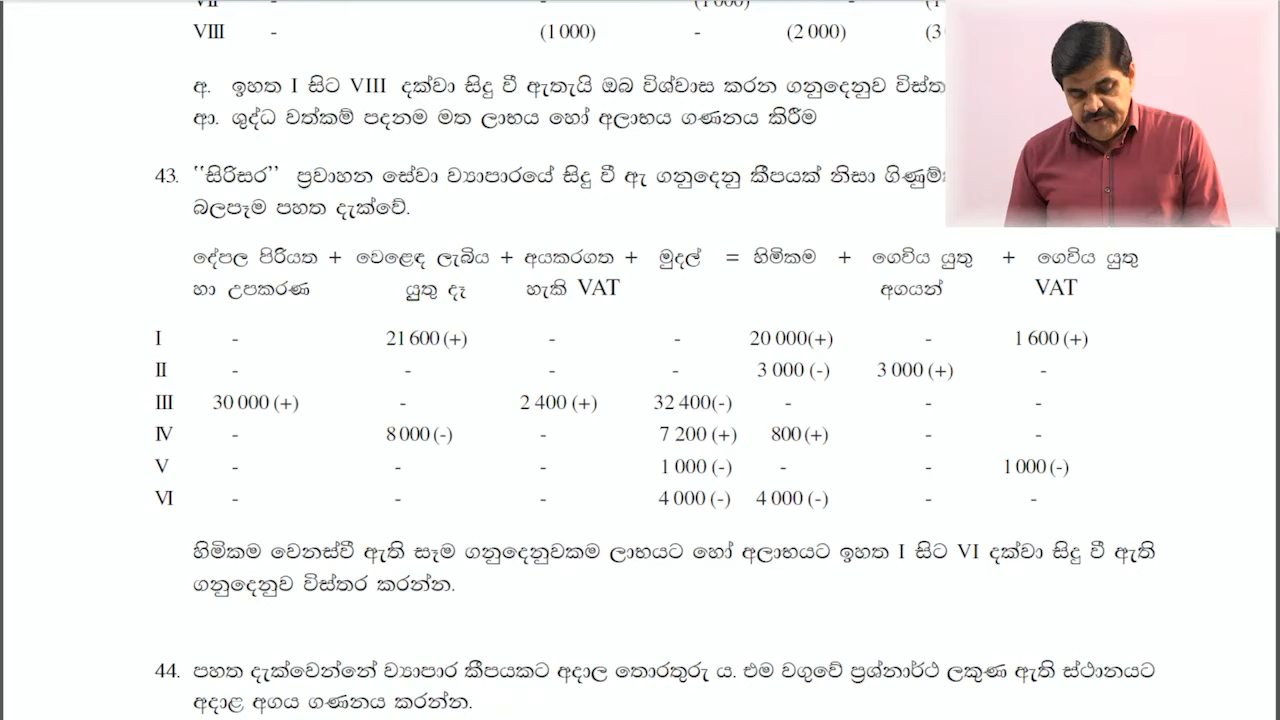 VIII - (1 000) - (2 000) (3
අ. ඉහත I සිට VIII දක්වා සිදු වී ඇතැයි ඔබ විශ්වාස කරන ගනුදෙනුව විස්ත
ආ. ශුද්ධ වත්කම් පදනම මත ලාභය හෝ අලාභය ගණනය කිරීම
43. "සිරිසර" ප්‍රවාහන සේවා ව්‍යාපාරයේ සිදු වී ඇ ගනුදෙනු කීපයක් නිසා
බලපෑම පහත දැක්වේ.
දේපල පිරියත + වෙළෙඳ ලැබිය + අයකරගත + මුදල් = හිමිකම + ගෙවිය යුතු + ගෙවිය යුතු
හා උපකරණ යුතු දෑ හැකි VAT අගයන් VAT
I - 21 600 (+) - - 20 000(+) - 1 600 (+)
II - - - - 3 000 (-) 3 000 (+) -
III 30 000 (+) - 2 400 (+) 32 400(-) - - -
IV - 8 000 (-) - 7 200 (+) 800(+) - -
V - - - 1 000 (-) - - 1 000 (-)
VI - - - 4 000 (-) 4 000 (-) - -
හිමිකම වෙනස්වී ඇති සෑම ගනුදෙනුවකම ලාභයට හෝ අලාභයට ඉහත I සිට VI දක්වා සිදු වී ඇති
ගනුදෙනුව විස්තර කරන්න.
44. පහත දැක්වෙන්නේ ව්‍යාපාර කීපයකට අදාල තොරතුරු ය. එම වගුවේ ප්‍රශ්නාර්ථ ලකුණ ඇති ස්ථානයට
අදාළ අගය ගණනය කරන්න.